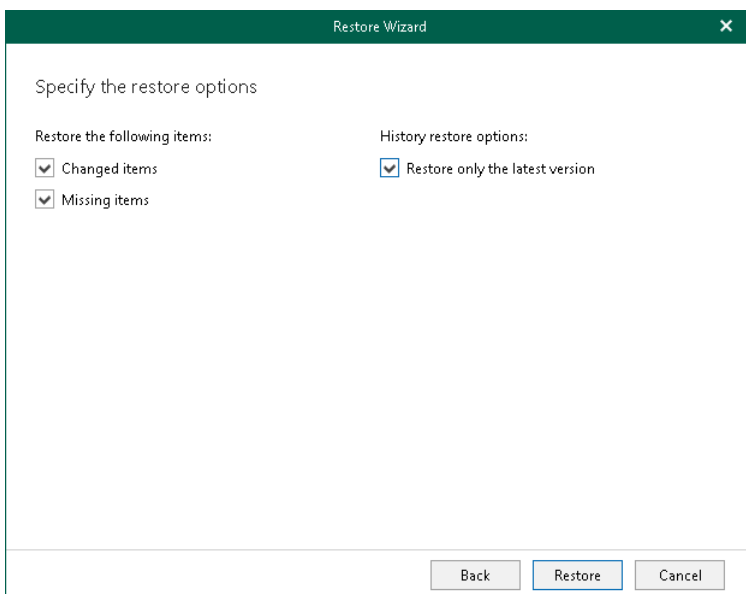 Restore Wizard
Specify the restore options
Restore the following items:
Changed items
Missing items
History restore options:
Restore only the latest version
Back
Restore
Cancel